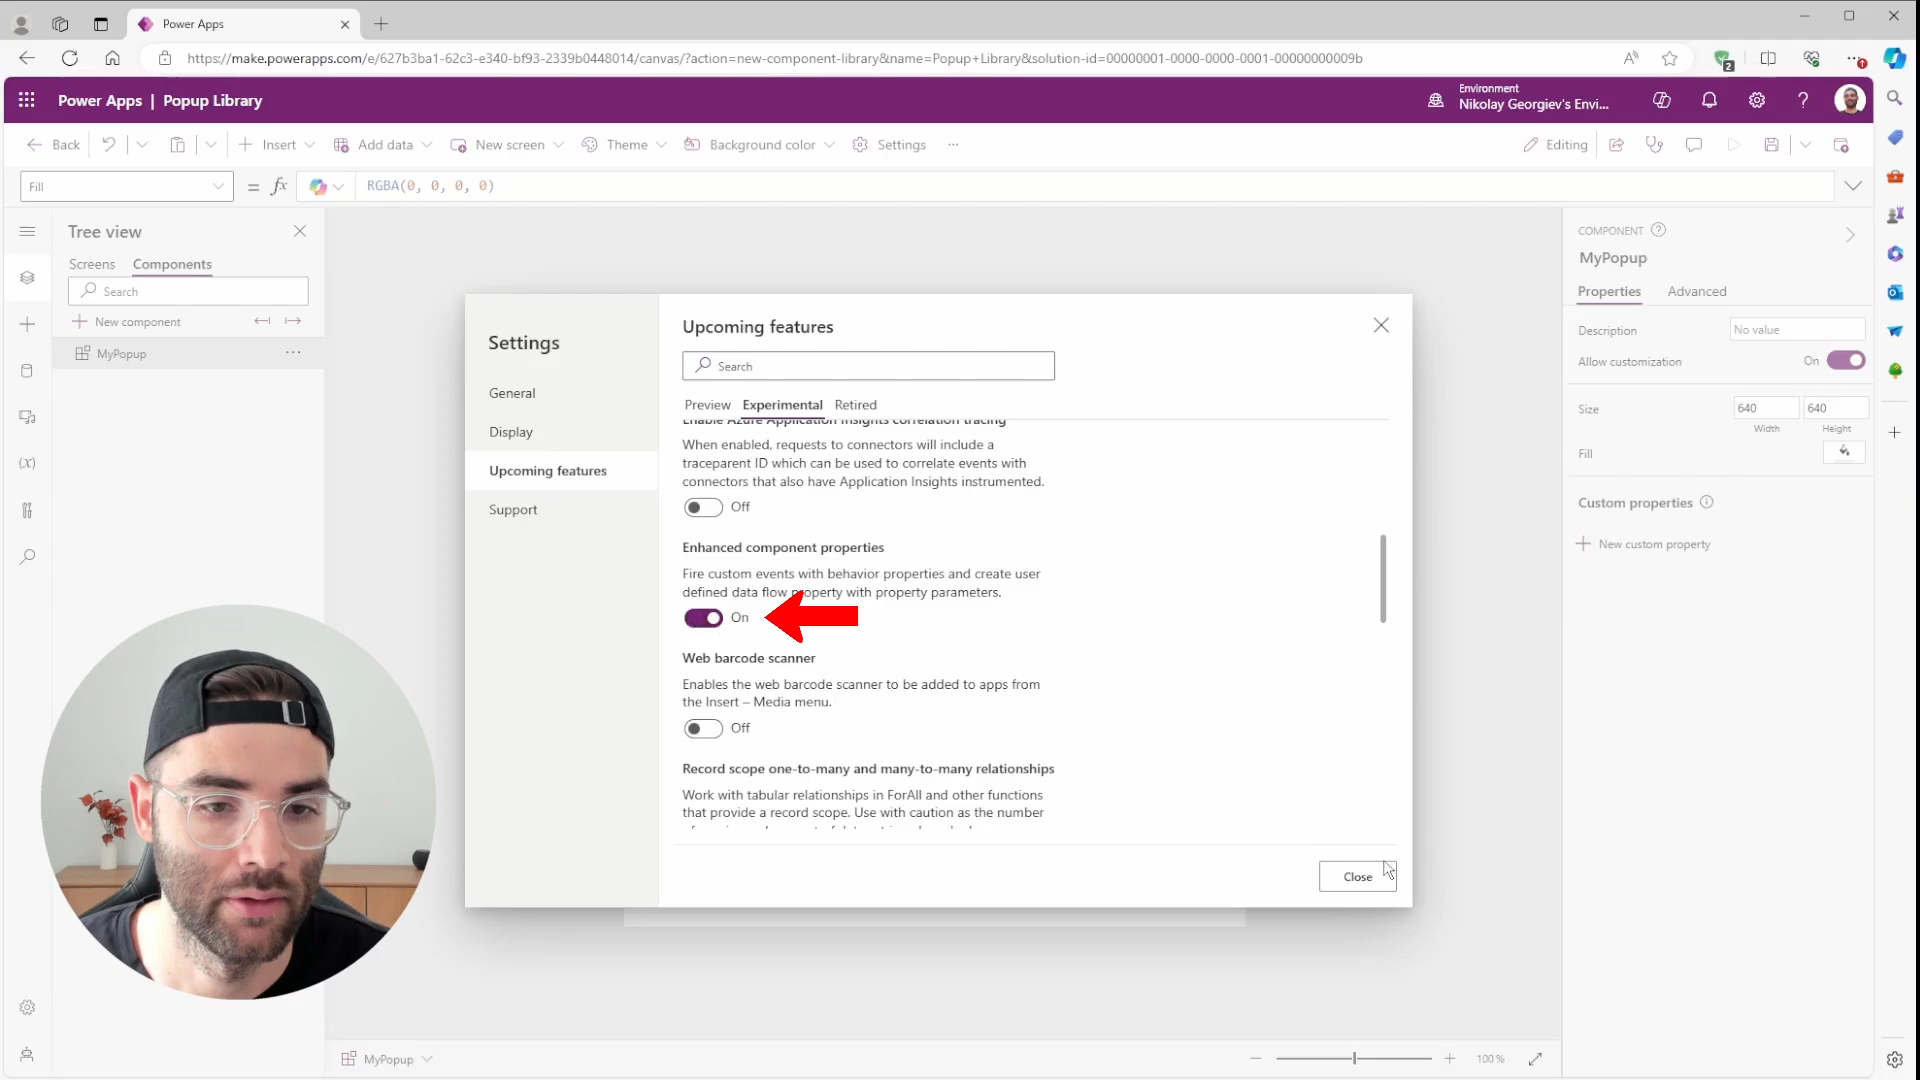 Power Apps
https://make.powerapps.com/e/627b3ba1-62c3-e340-bf93-2339b0448014/canvas/?action=new-component-library&name=Popup+Library&solution-id=00000001-0000-0000-0001-00000000009b
2
Power Apps | Popup Library
Environment
Nikolay Georgiev's Envi...
Back
Insert
Add data
New screen
Theme
Background color
Settings
Editing
Fill
= fx
RGBA(0, 0, 0, 0)
Tree view
Screens Components
Search
New component
MyPopup
Settings
General
Display
Upcoming features
Support
Upcoming features
Search
Preview Experimental Retired
Enable Azure Application Insights correlation tracing
When enabled, requests to connectors will include a
traceparent ID which can be used to correlate events with
connectors that also have Application Insights instrumented.
Off
Enhanced component properties
Fire custom events with behavior properties and create user
defined data flow property with property parameters.
On
Web barcode scanner
Enables the web barcode scanner to be added to apps from
the Insert – Media menu.
Off
Record scope one-to-many and many-to-many relationships
Work with tabular relationships in ForAll and other functions
that provide a record scope. Use with caution as the number
Close
COMPONENT
MyPopup
Properties Advanced
Description No value
Allow customization On
Size 640 640
Width Height
Fill
Custom properties
New custom property
MyPopup
100 %